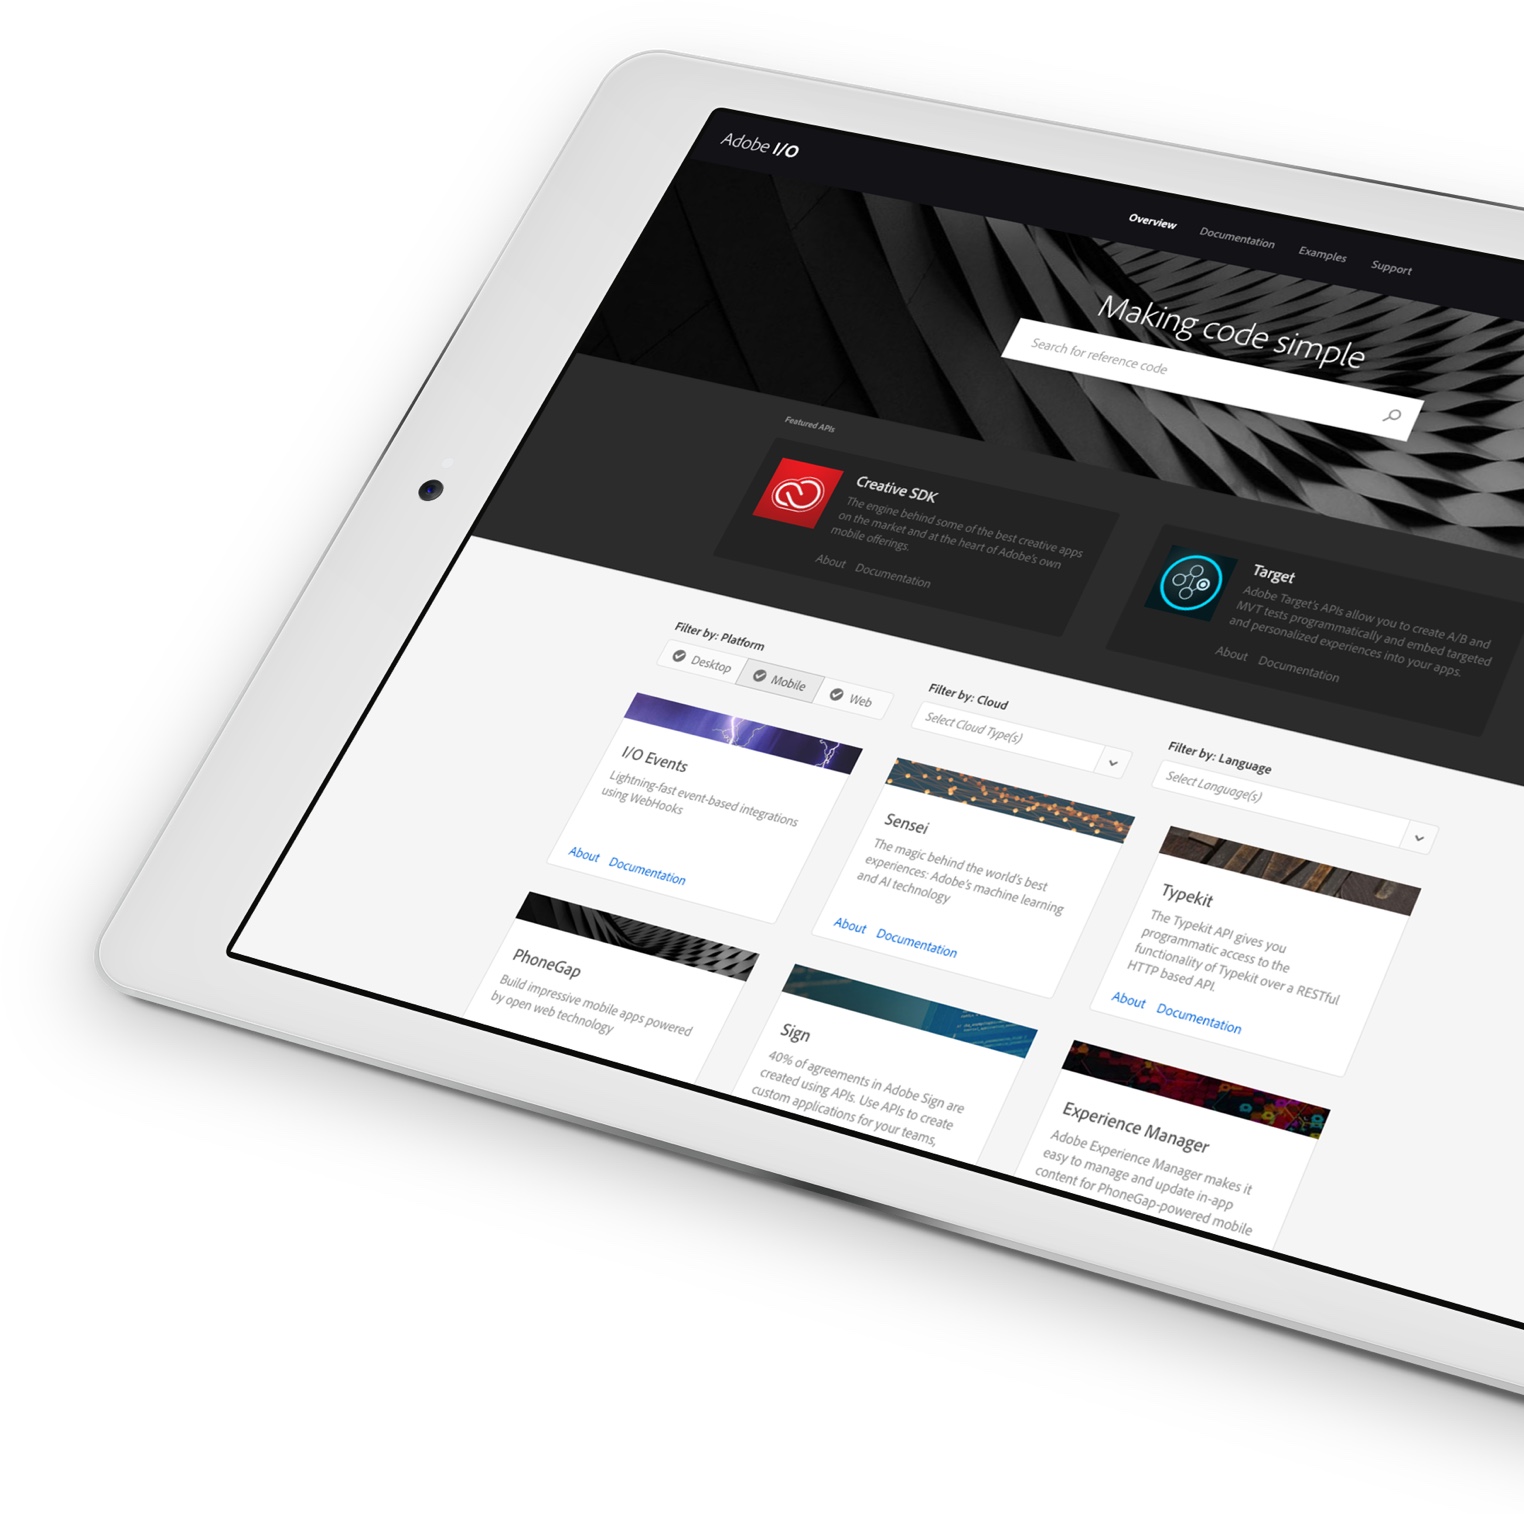 Adobe I/O
Overview Documentation Examples Support
Making code simple
Search for reference code
Featured APIs
Creative SDK
The engine behind some of the best creative apps
on the market and at the heart of Adobe's own
mobile offerings.
About Documentation
Target
Adobe Target's APIs allow you to create A/B and
MVT tests programmatically and embed targeted
and personalized experiences into your apps.
About Documentation
Filter by: Platform
Desktop Mobile Web
Filter by: Cloud
Select Cloud Type(s)
Filter by: Language
Select Language(s)
I/O Events
Lightning-fast event-based integrations
using WebHooks
About Documentation
Sensei
The magic behind the world's best
experiences: Adobe's machine learning
and AI technology
About Documentation
Typekit
The Typekit API gives you
programmatic access to the
functionality of Typekit over a RESTful
HTTP based API.
About Documentation
PhoneGap
Build impressive mobile apps powered
by open web technology
Sign
40% of agreements in Adobe Sign are
created using APIs. Use APIs to create
custom applications for your teams,
Experience Manager
Adobe Experience Manager makes it
easy to manage and update in-app
content for PhoneGap-powered mobile